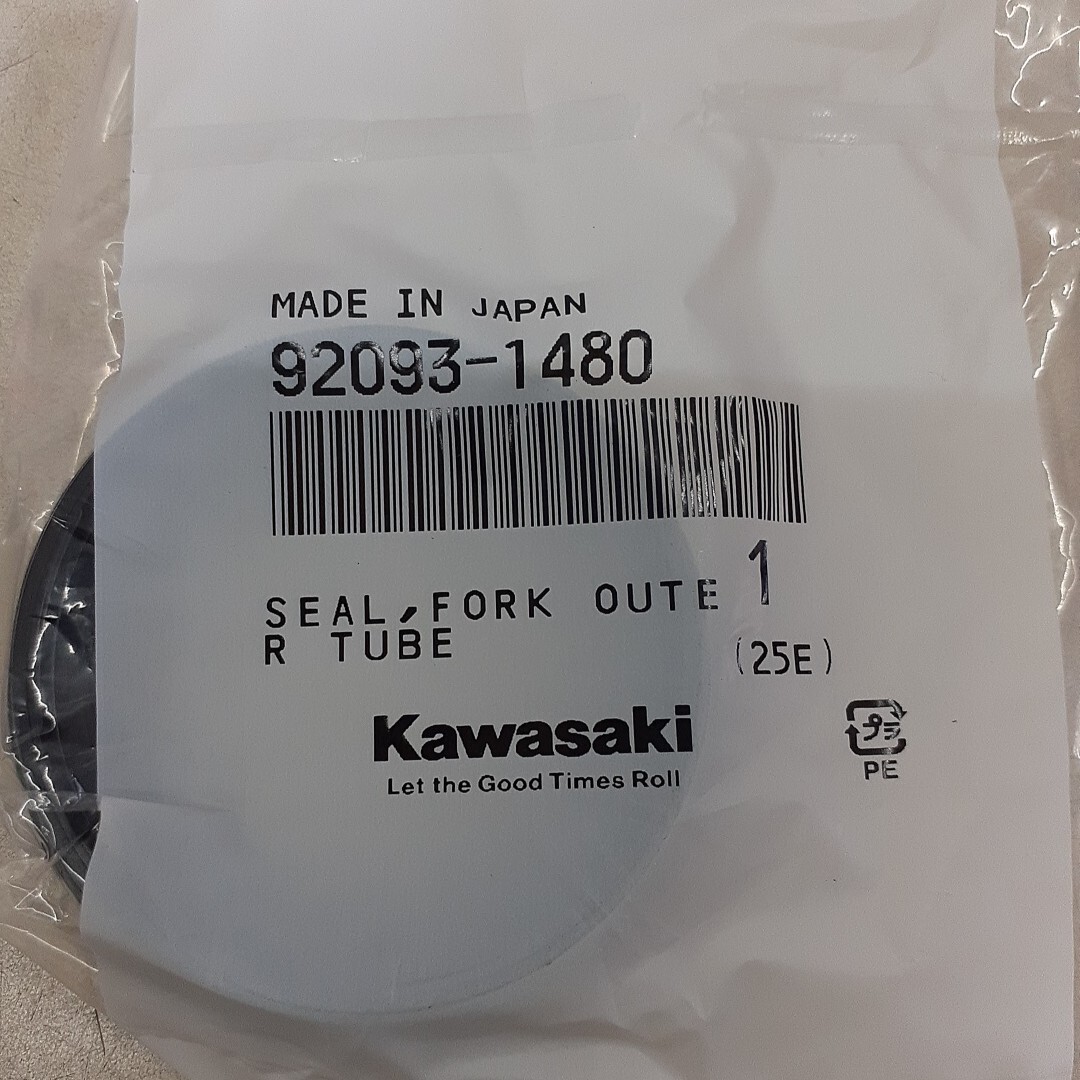 MADE IN JAPAN
92093-1480
SEAL,FORK OUTE 1
R TUBE
(25E)
Kawasaki
Let the Good Times Roll
プラ
PE